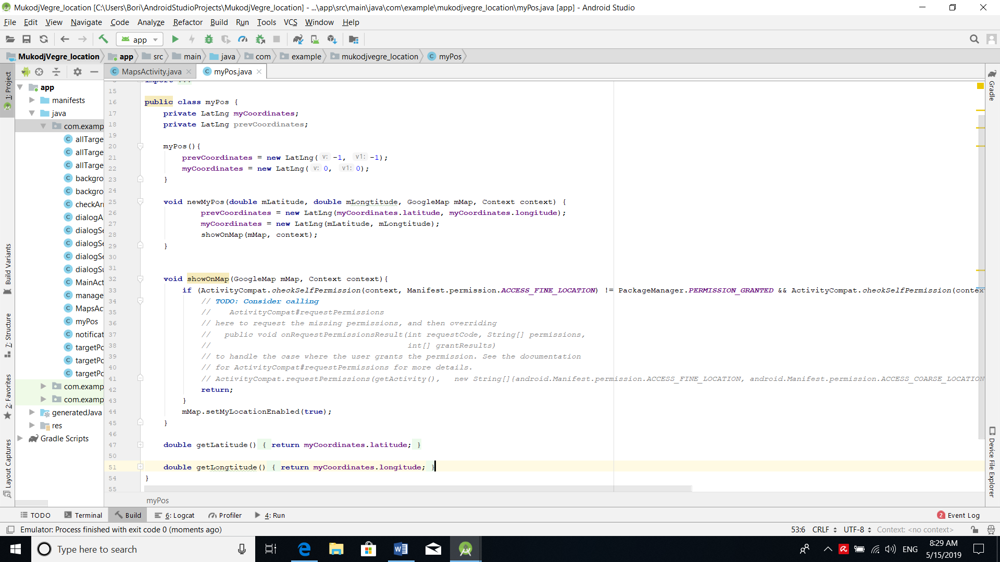 MukodjVegre_location [C:\Users\Bori\AndroidStudioProjects\MukodjVegre_location] - ...\app\src\main\java\com\example\mukodjvegre_location\myPos.java [app] - Android Studio
File Edit View Navigate Code Analyze Refactor Build Run Tools VCS Window Help
app
MukodjVegre_location app src main java com example mukodjvegre_location myPos
MapsActivity.java myPos.java
1: Project
Build Variants
7: Structure
2: Favorites
Layout Captures
app
manifests
java
com.examp
allTarge
allTarge
allTarge
backgro
backgro
checkArr
dialogA
dialogSe
dialogSe
dialogSe
dialogSu
MainAct
manage
MapsAc
myPos
notificat
targetPo
targetPo
targetPo
com.examp
com.examp
generatedJava
res
Gradle Scripts
import ...
15
16 public class myPos {
17 private LatLng myCoordinates;
18 private LatLng prevCoordinates;
19
20 myPos(){
21 prevCoordinates = new LatLng( v: -1, v1: -1);
22 myCoordinates = new LatLng( v: 0, v1: 0);
23 }
24
25 void newMyPos(double mLatitude, double mLongtitude, GoogleMap mMap, Context context) {
26 prevCoordinates = new LatLng(myCoordinates.latitude, myCoordinates.longitude);
27 myCoordinates = new LatLng(mLatitude, mLongtitude);
28 showOnMap(mMap, context);
29 }
30
31
32 void showOnMap(GoogleMap mMap, Context context){
33 if (ActivityCompat.checkSelfPermission(context, Manifest.permission.ACCESS_FINE_LOCATION) != PackageManager.PERMISSION_GRANTED && ActivityCompat.checkSelfPermission(contex
34 // TODO: Consider calling
35 // ActivityCompat#requestPermissions
36 // here to request the missing permissions, and then overriding
37 // public void onRequestPermissionsResult(int requestCode, String[] permissions,
38 // int[] grantResults)
39 // to handle the case where the user grants the permission. See the documentation
40 // for ActivityCompat#requestPermissions for more details.
41 // ActivityCompat.requestPermissions(getActivity(), new String[]{android.Manifest.permission.ACCESS_FINE_LOCATION, android.Manifest.permission.ACCESS_COARSE_LOCATION
42 return;
43 }
44 mMap.setMyLocationEnabled(true);
45 }
46
47 double getLatitude() { return myCoordinates.latitude; }
50
51 double getLongtitude() { return myCoordinates.longitude; }
54 }
55
myPos
Gradle
Device File Explorer
TODO Terminal Build 6: Logcat Profiler 4: Run 2 Event Log
Emulator: Process finished with exit code 0 (moments ago) 53:6 CRLF UTF-8 Context: <no context>
Type here to search ENG 8:29 AM
5/15/2019